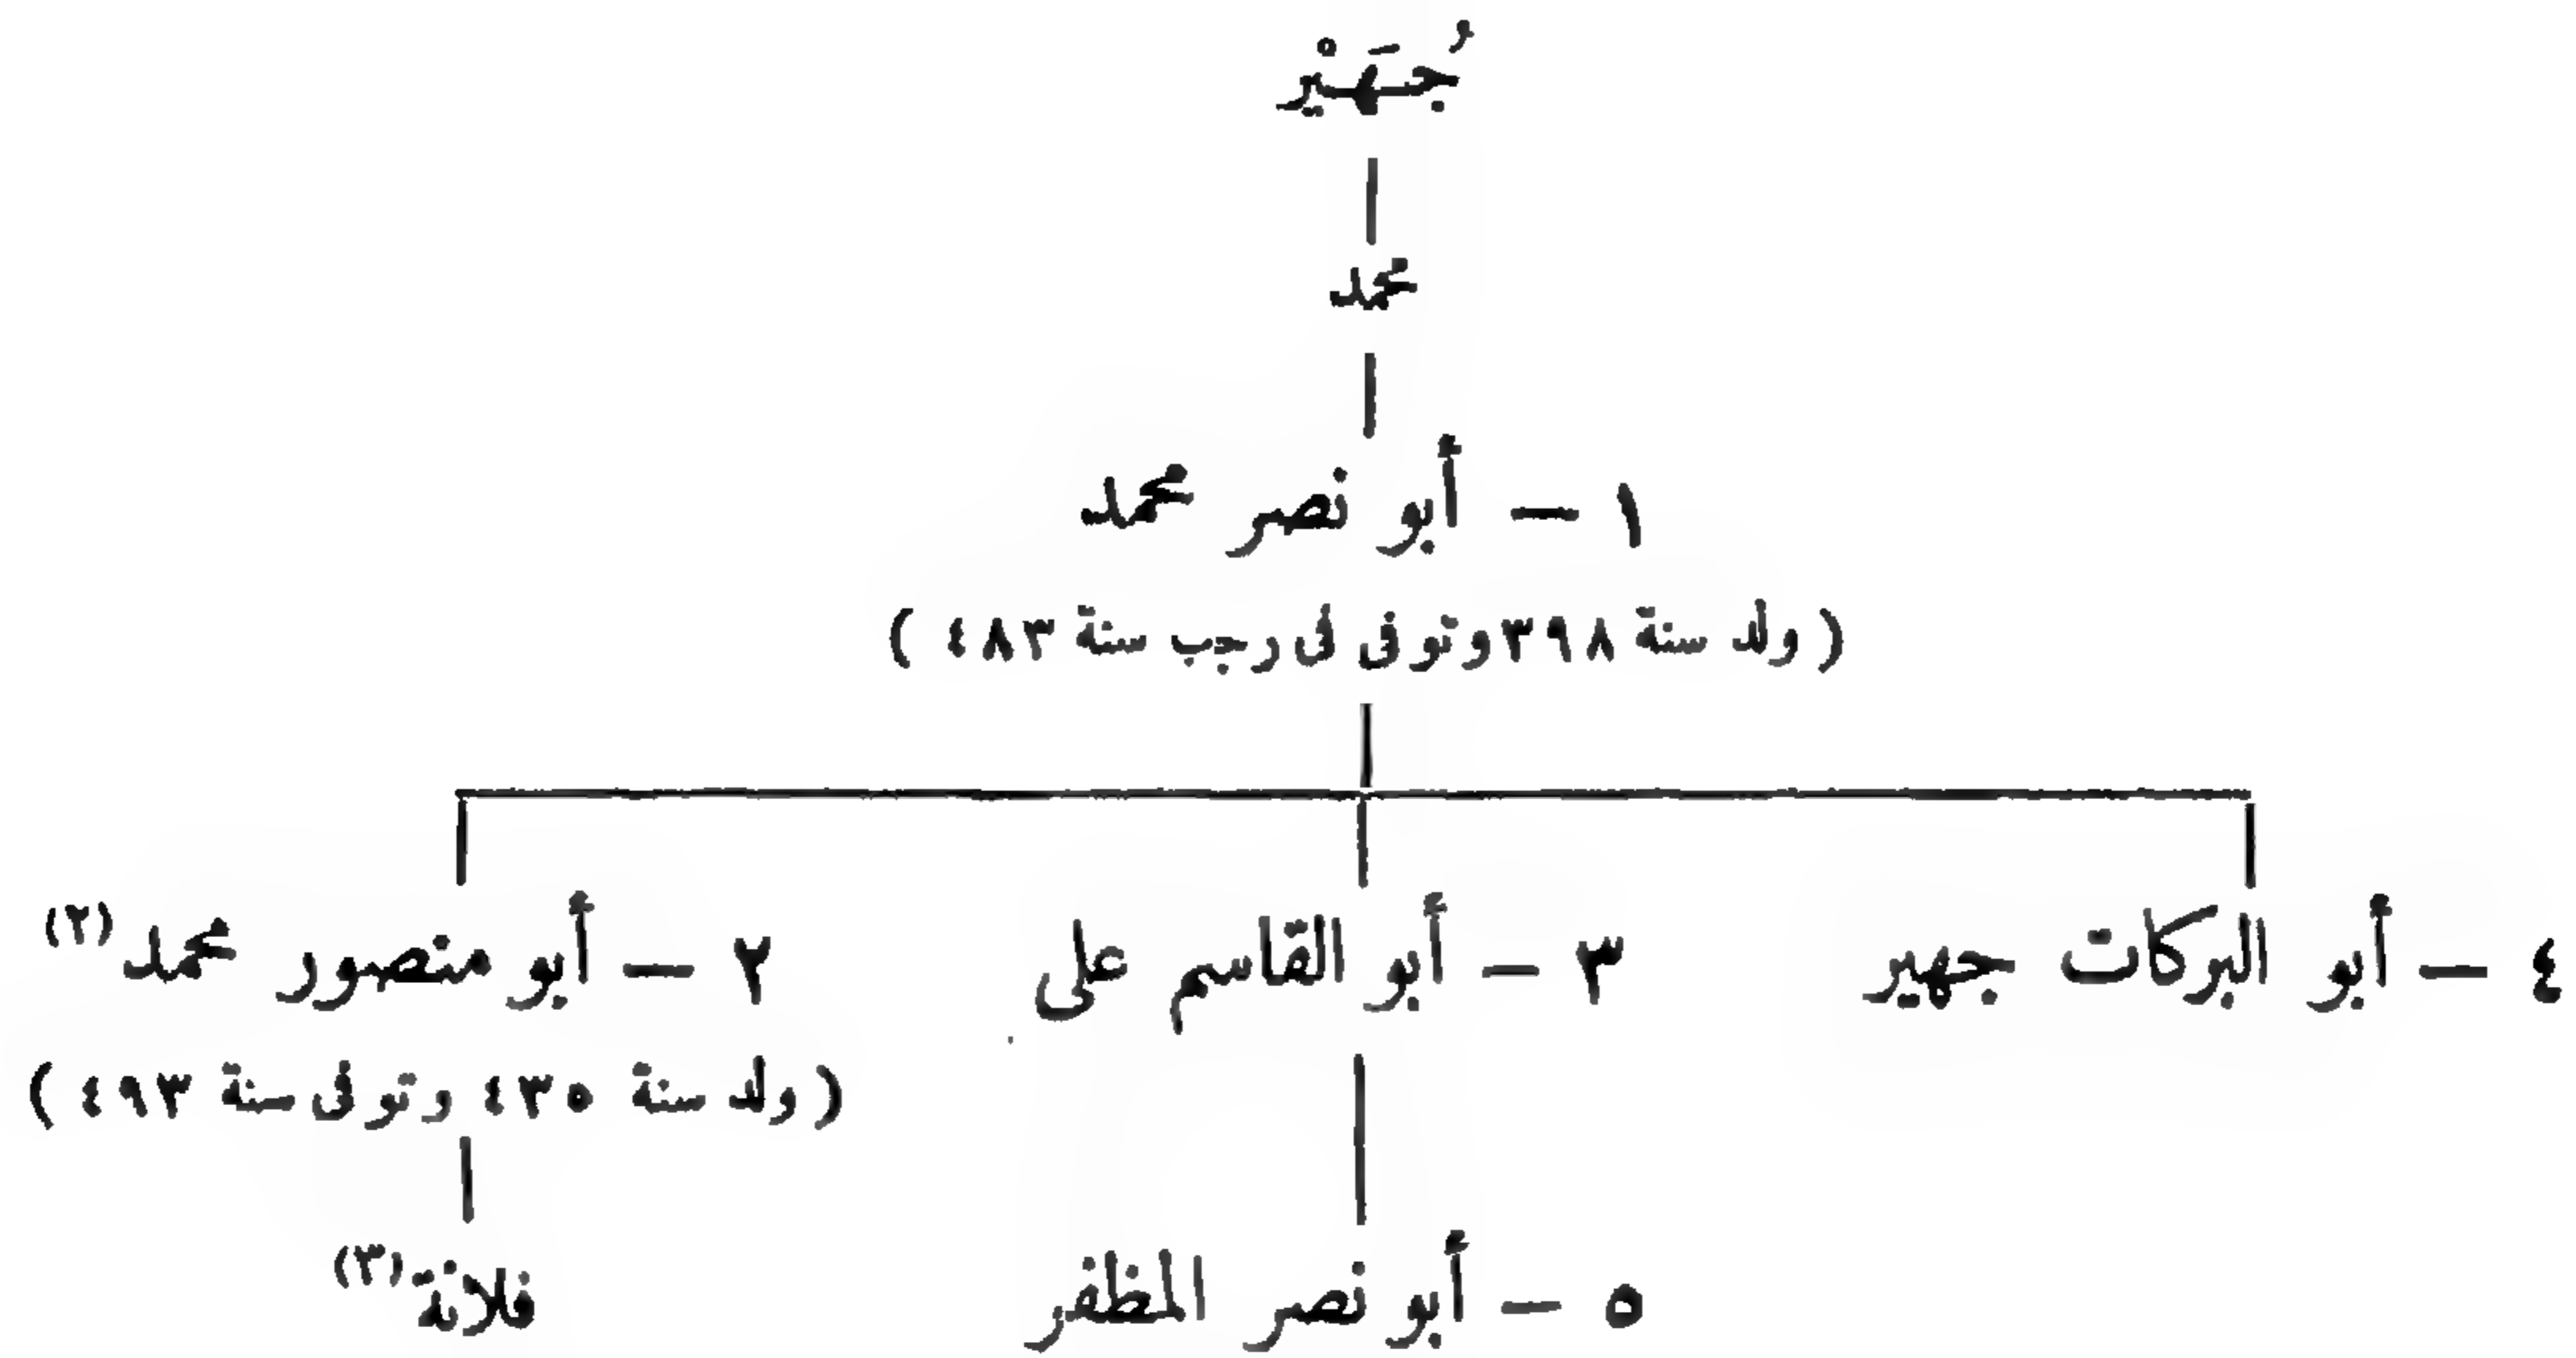 جُهَيْر
محمد
١ – أبو نصر محمد
( ولد سنة ٣٩٨ وتوفى فى رجب سنة ٤٨٣ )
٤ – أبو البركات جهير
٣ – أبو القاسم على
٢ – أبو منصور محمد (٢)
( ولد سنة ٤٣٥ وتوفى سنة ٤٩٣ )
٥ – أبو نصر المظفر
فلانة (٣)